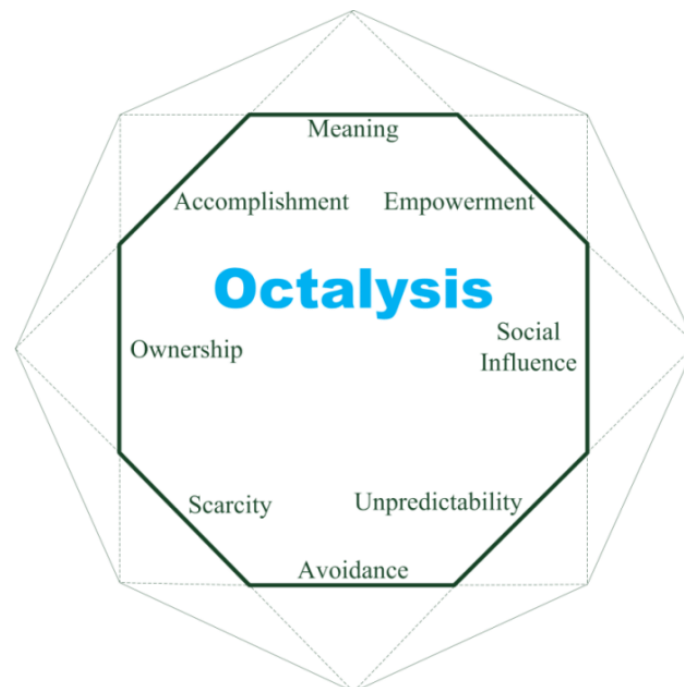 Meaning
Accomplishment
Empowerment
Octalysis
Ownership
Social
Influence
Scarcity
Unpredictability
Avoidance